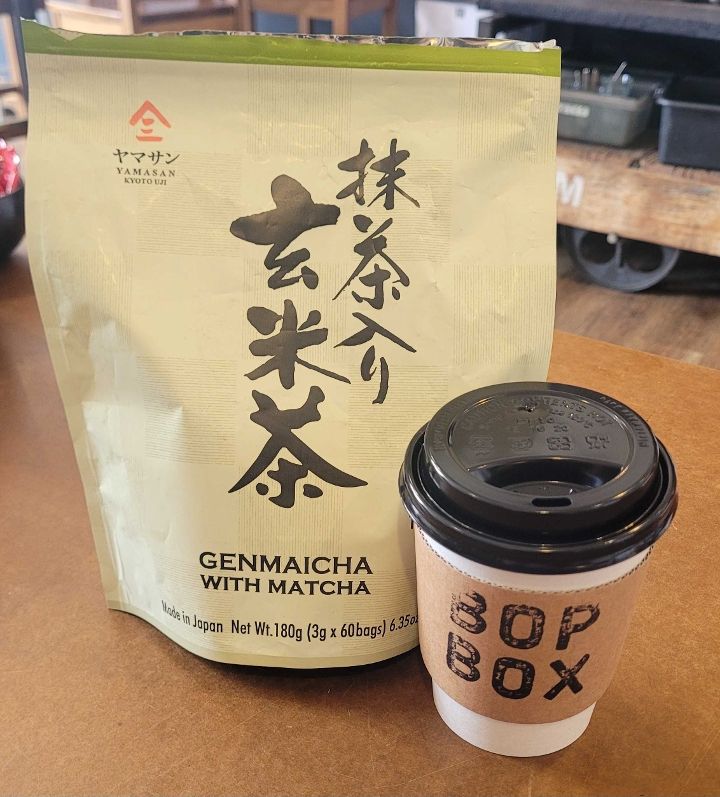 ヤマサン
YAMASAN
KYOTO UJI
抹茶入り
玄米茶
GENMAICHA
WITH MATCHA
Made in Japan Net Wt.180g (3g x 60bags) 6.35oz
BOP
BOX
M